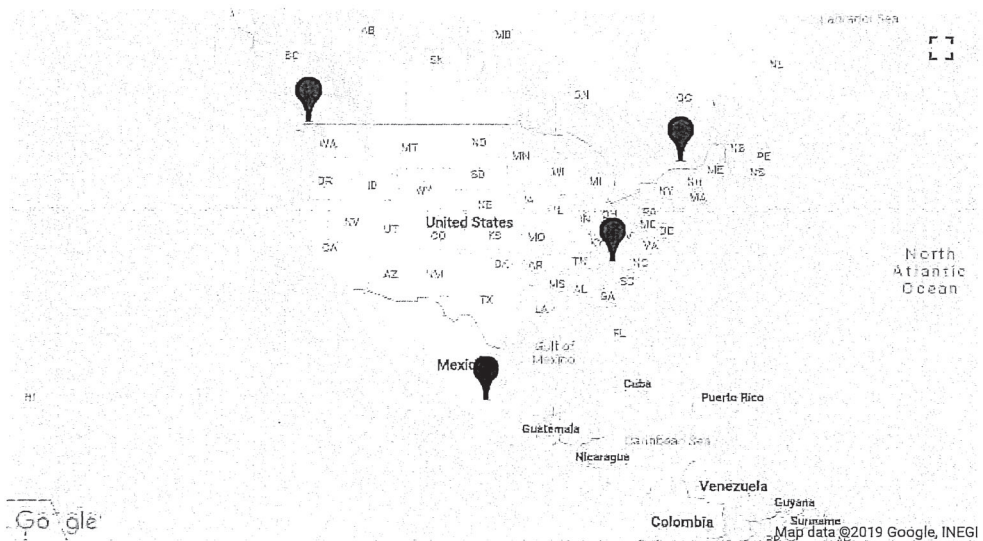 Labrador Sea
AB
MB
BC
SK
NL
ON
QC
WA
MT
ND
MN
NB
PE
NS
ME
OR
ID
WY
SD
WI
MI
NY
NH
MA
NE
IA
IL
IN
OH
PA
NV
UT
CO
United States
KS
MO
KY
MD
DE
VA
CA
AZ
NM
OK
AR
TN
NC
MS
AL
SC
GA
TX
LA
FL
North
Atlantic
Ocean
Gulf of
Mexico
Mexico
HI
Cuba
Puerto Rico
Guatemala
Caribbean Sea
Nicaragua
Venezuela
Guyana
Colombia
Suriname
Google
Map data ©2019 Google, INEGI